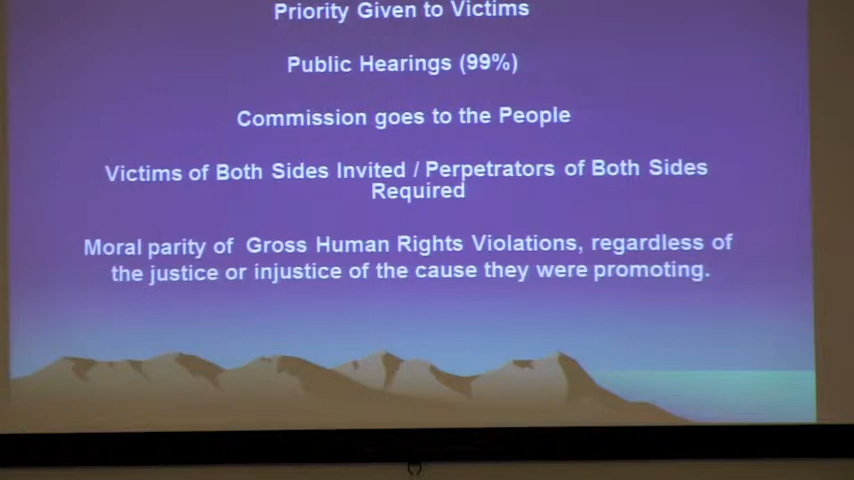 Priority Given to Victims
Public Hearings (99%)
Commission goes to the People
Victims of Both Sides Invited / Perpetrators of Both Sides
Required
Moral parity of Gross Human Rights Violations, regardless of
the justice or injustice of the cause they were promoting.